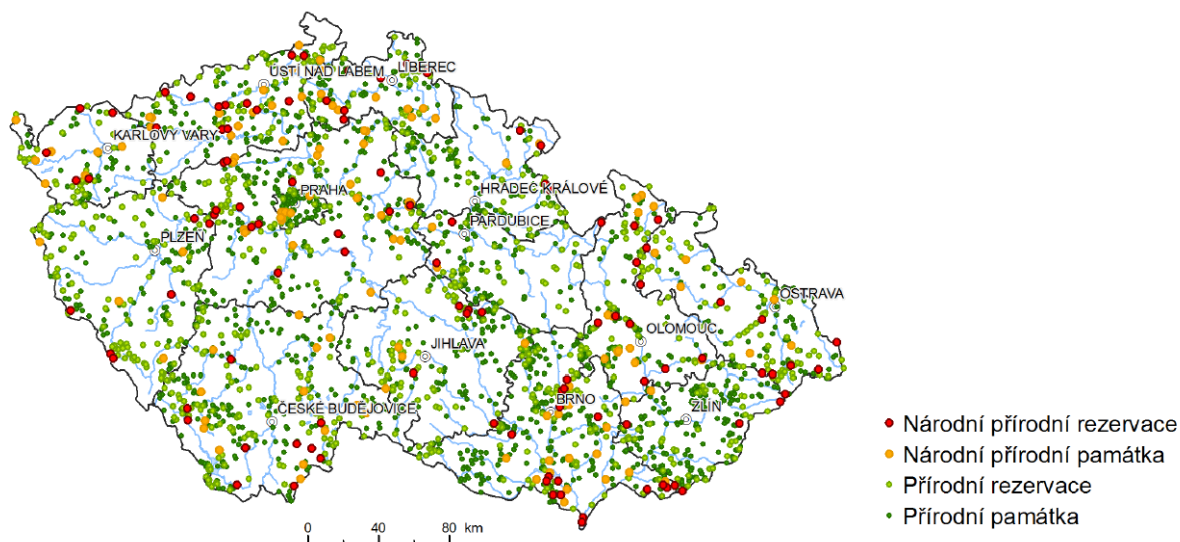 ÚSTÍ NAD LABEM
LIBEREC
KARLOVY VARY
PRAHA
HRADEC KRÁLOVÉ
PARDUBICE
PLZEŇ
OSTRAVA
OLOMOUC
JIHLAVA
BRNO
ZLÍN
ČESKÉ BUDĚJOVICE
Národní přírodní rezervace
Národní přírodní památka
Přírodní rezervace
Přírodní památka
0 40 80 km